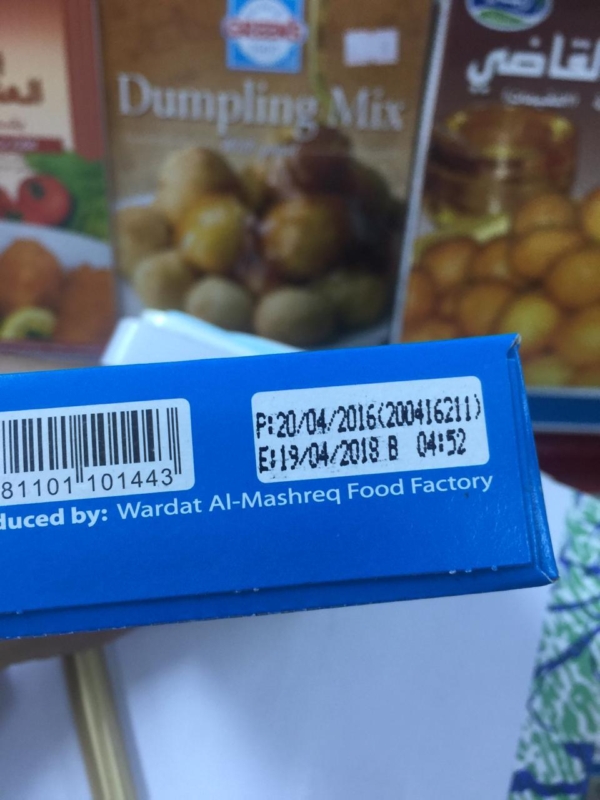 GREENS
Dumpling Mix
القاضي
P:20/04/2016(200416211)
E:19/04/2018 B 04:52
81101 101443
duced by: Wardat Al-Mashreq Food Factory